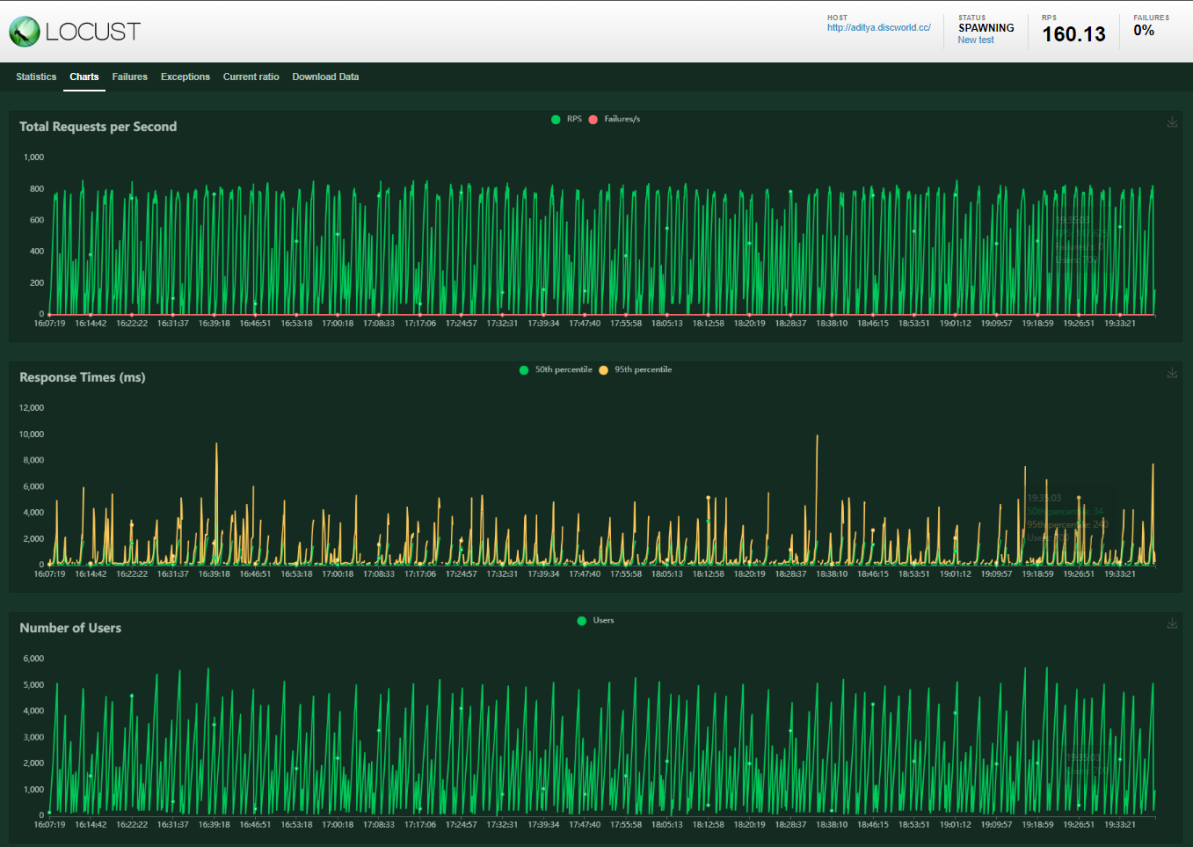 LOCUST
HOST
http://aditya.discworld.cc/
STATUS
SPAWNING
New test
RPS
160.13
FAILURES
0%
Statistics Charts Failures Exceptions Current ratio Download Data
Total Requests per Second
RPS Failures/s
1,000
800
600
400
200
0
19:35:03
Failures/s: 0
16:07:19 16:14:42 16:22:22 16:31:37 16:39:18 16:46:51 16:53:18 17:00:18 17:08:33 17:17:06 17:24:57 17:32:31 17:39:34 17:47:40 17:55:58 18:05:13 18:12:58 18:20:19 18:28:37 18:38:10 18:46:15 18:53:51 19:01:12 19:09:57 19:18:59 19:26:51 19:33:21
Response Times (ms)
50th percentile 95th percentile
12,000
10,000
8,000
6,000
4,000
2,000
0
19:35:03
50th percentile: 34
95th percentile: 240
16:07:19 16:14:42 16:22:22 16:31:37 16:39:18 16:46:51 16:53:18 17:00:18 17:08:33 17:17:06 17:24:57 17:32:31 17:39:34 17:47:40 17:55:58 18:05:13 18:12:58 18:20:19 18:28:37 18:38:10 18:46:15 18:53:51 19:01:12 19:09:57 19:18:59 19:26:51 19:33:21
Number of Users
Users
6,000
5,000
4,000
3,000
2,000
1,000
0
19:35:03
16:07:19 16:14:42 16:22:22 16:31:37 16:39:18 16:46:51 16:53:18 17:00:18 17:08:33 17:17:06 17:24:57 17:32:31 17:39:34 17:47:40 17:55:58 18:05:13 18:12:58 18:20:19 18:28:37 18:38:10 18:46:15 18:53:51 19:01:12 19:09:57 19:18:59 19:26:51 19:33:21